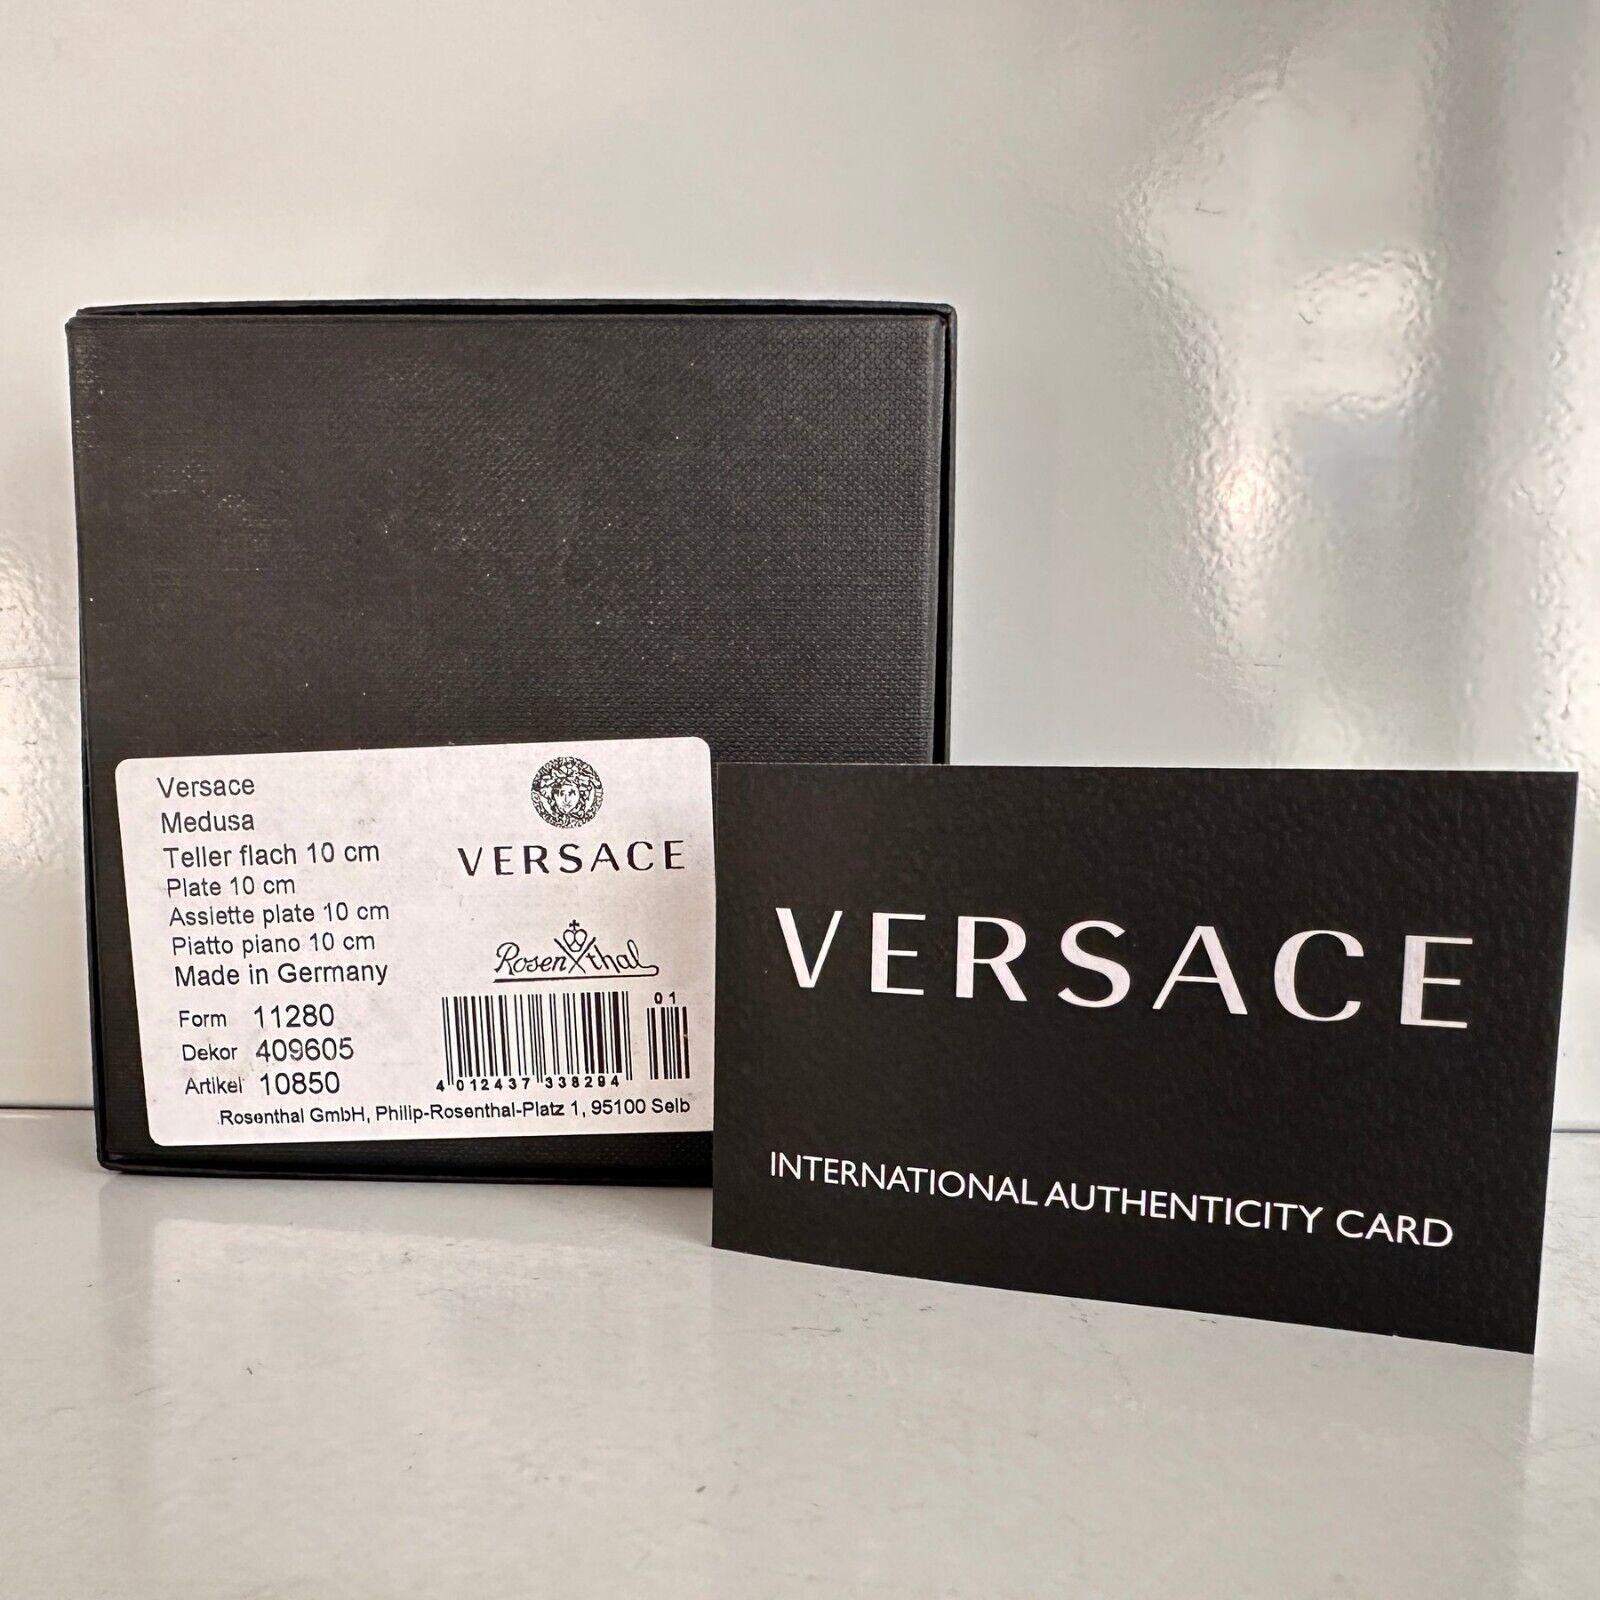 Versace
Medusa
Teller flach 10 cm
Plate 10 cm
Assiette plate 10 cm
Piatto piano 10 cm
Made in Germany
Form 11280
Dekor 409605
Artikel 10850
VERSACE
Rosenthal
01
4 012437 338294
Rosenthal GmbH, Philip-Rosenthal-Platz 1, 95100 Selb
VERSACE
INTERNATIONAL AUTHENTICITY CARD